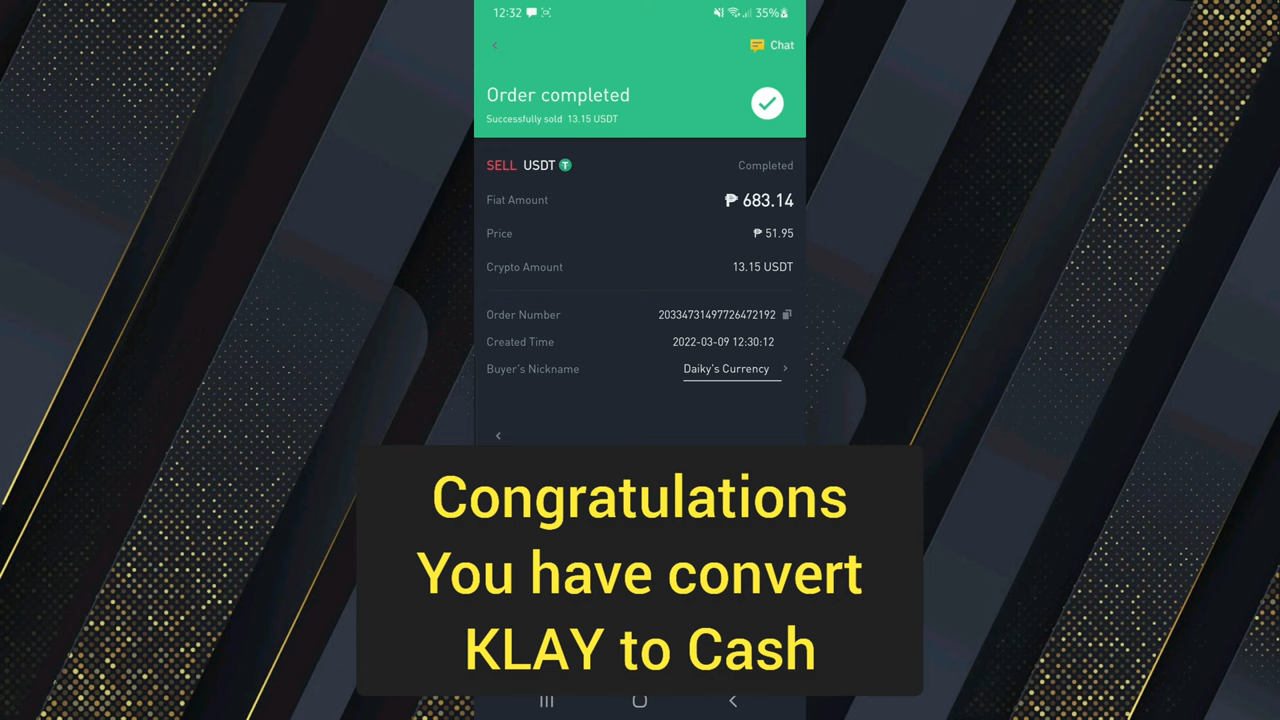 12:32 35%
Chat
Order completed
Successfully sold 13.15 USDT
SELL USDT T Completed
Fiat Amount ₱ 683.14
Price ₱ 51.95
Crypto Amount 13.15 USDT
Order Number 20334731497726472192
Created Time 2022-03-09 12:30:12
Buyer's Nickname Daiky's Currency
Congratulations
You have convert
KLAY to Cash